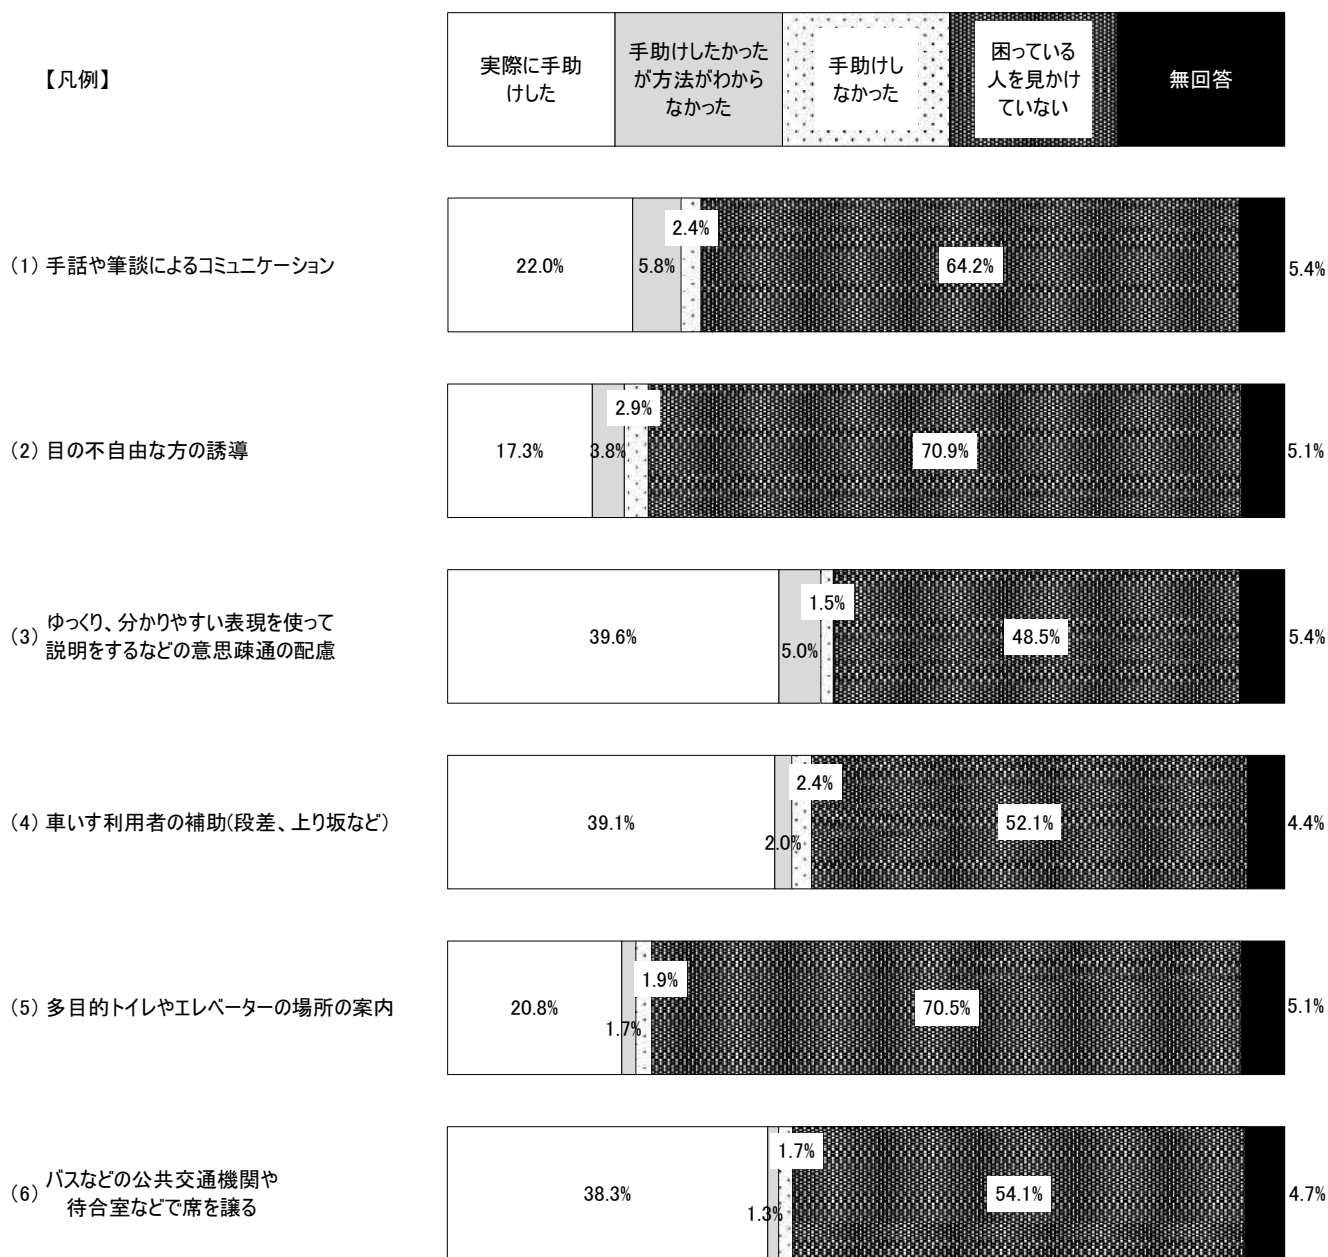 【凡例】
実際に手助
けした
手助けしたかった
が方法がわから
なかった
手助けし
なかった
困っている
人を見かけ
ていない
無回答
(1) 手話や筆談によるコミュニケーション
22.0%
5.8%
2.4%
64.2%
5.4%
(2) 目の不自由な方の誘導
17.3%
3.8%
2.9%
70.9%
5.1%
(3) ゆっくり、分かりやすい表現を使って
説明をするなどの意思疎通の配慮
39.6%
5.0%
1.5%
48.5%
5.4%
(4) 車いす利用者の補助(段差、上り坂など)
39.1%
2.0%
2.4%
52.1%
4.4%
(5) 多目的トイレやエレベーターの場所の案内
20.8%
1.7%
1.9%
70.5%
5.1%
(6) バスなどの公共交通機関や
待合室などで席を譲る
38.3%
1.3%
1.7%
54.1%
4.7%